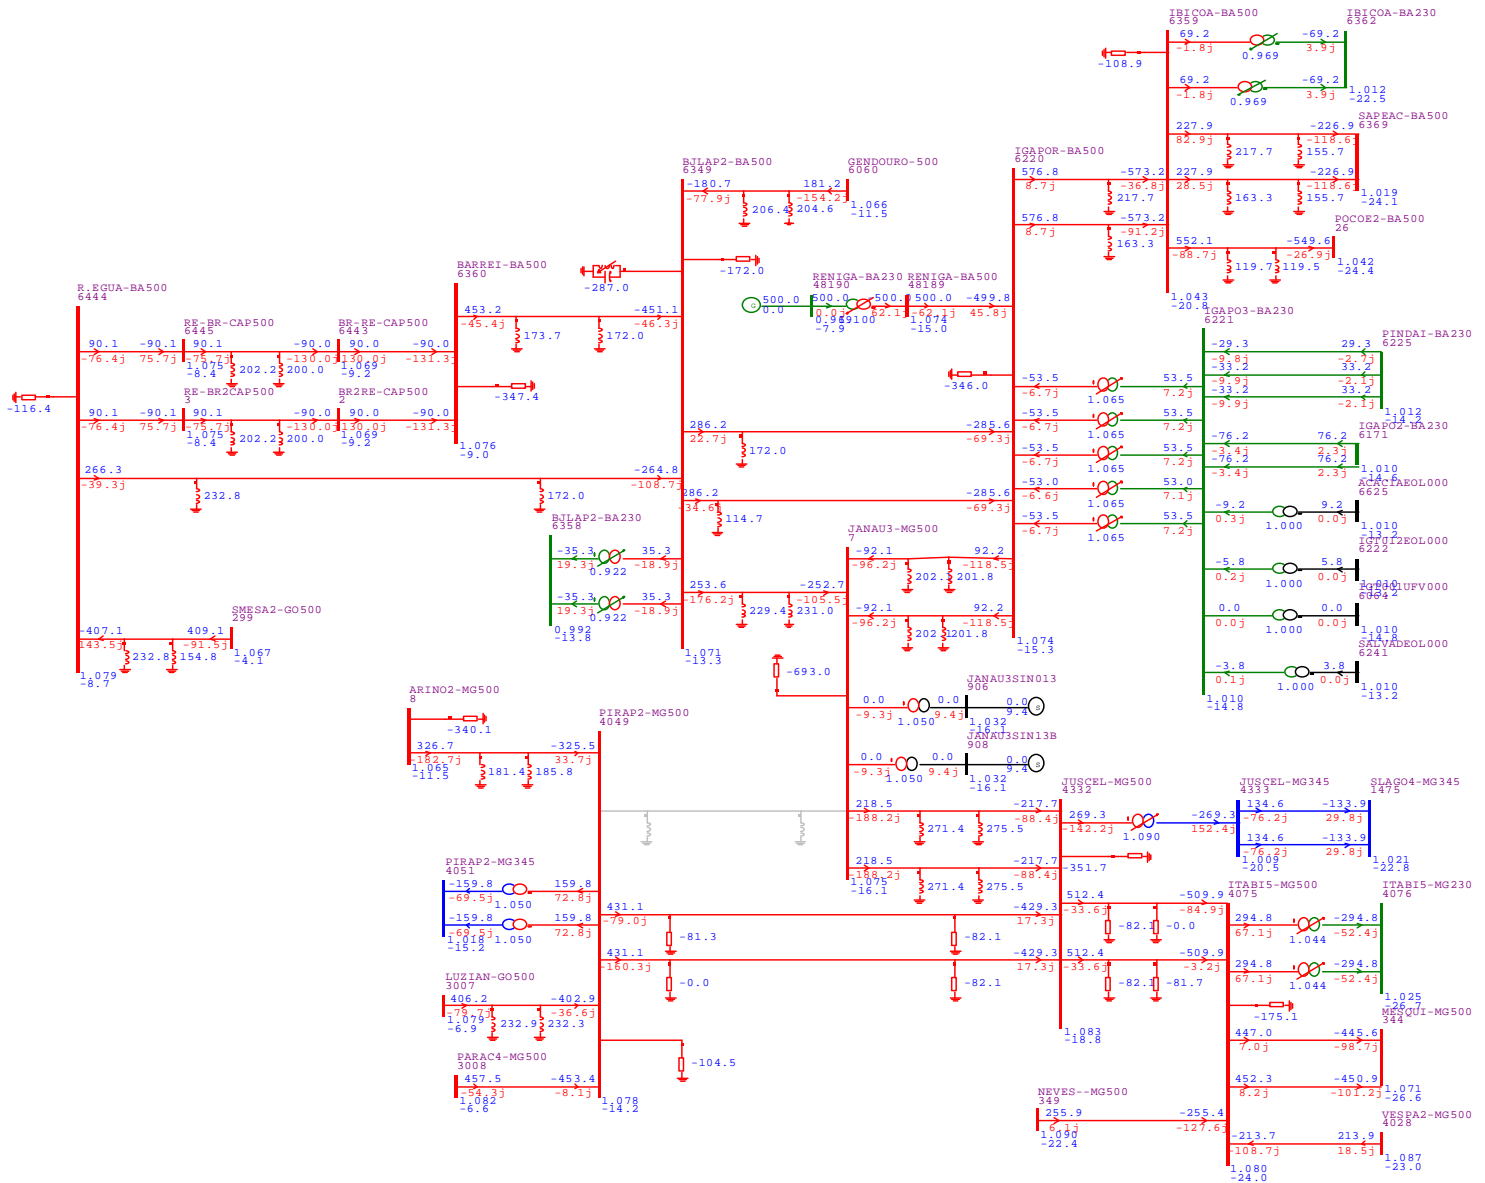 IBICOA-BA500
6359
IBICOA-BA230
6362
69.2
-1.8j
-69.2
3.9j
0.969
-108.9
69.2
-1.8j
-69.2
3.9j
0.969
1.012
-22.5
SAPEAC-BA500
6369
227.9
82.9j
-226.9
-118.6j
217.7
155.7
227.9
28.5j
-226.9
-118.6j
163.3
155.7
1.019
-24.1
POCOE2-BA500
26
552.1
-88.7j
-549.6
-26.9j
119.7
119.5
1.042
-24.4
1.043
-20.8
IGAPOR-BA500
6220
576.8
8.7j
-573.2
-36.8j
217.7
576.8
8.7j
-573.2
-91.2j
163.3
BJLAP2-BA500
6349
GENDOURO-500
6060
-180.7
-77.9j
181.2
-154.2j
206.4
204.6
1.066
-11.5
-172.0
-287.0
RENIGA-BA230
48190
RENIGA-BA500
48189
500.0
0.0
500.0
0.0j
500.0
-62.1j
500.0
-62.1j
-499.8
45.8j
-7.9
1.074
-15.0
BARREI-BA500
6360
453.2
-45.4j
-451.1
-46.3j
173.7
172.0
-347.4
1.076
-9.0
R.EGUA-BA500
6444
RE-BR-CAP500
6445
BR-RE-CAP500
6443
90.1
-76.4j
-90.1
75.7j
90.1
-75.7j
-90.0
-130.0j
90.0
130.0j
-90.0
-131.3j
1.075
-8.4
202.2
200.0
1.069
-9.2
-116.4
RE-BR2CAP500
3
BR2RE-CAP500
2
90.1
-76.4j
-90.1
75.7j
90.1
-75.7j
-90.0
-130.0j
90.0
130.0j
-90.0
-131.3j
1.075
-8.4
202.2
200.0
1.069
-9.2
266.3
-39.3j
-264.8
-108.7j
232.8
172.0
286.2
22.7j
-285.6
-69.3j
172.0
286.2
-34.6j
-285.6
-69.3j
114.7
-346.0
-53.5
-6.7j
53.5
7.2j
1.065
-53.5
-6.7j
53.5
7.2j
1.065
-53.5
-6.7j
53.5
7.2j
1.065
-53.0
-6.6j
53.0
7.1j
1.065
-53.5
-6.7j
53.5
7.2j
1.065
IGAPO3-BA230
6221
PINDAI-BA230
6225
-29.3
-9.8j
29.3
-2.7j
-33.2
-9.9j
33.2
-2.1j
-33.2
-9.9j
33.2
-2.1j
1.012
-14.2
IGAPO2-BA230
6171
-76.2
-3.4j
76.2
2.3j
-76.2
-3.4j
76.2
2.3j
1.010
-14.6
ACACIAEOL000
6625
-9.2
0.3j
9.2
0.0j
1.000
1.010
-13.2
6222
-5.8
0.2j
5.8
0.0j
1.000
0.0
0.0j
0.0
0.0j
1.000
1.010
-14.8
SALVADEOL000
6241
-3.8
0.1j
3.8
0.0j
1.000
1.010
-13.2
1.010
-14.8
BJLAP2-BA230
6358
-35.3
19.3j
35.3
-18.9j
0.922
-35.3
19.3j
35.3
-18.9j
0.922
0.992
-13.8
253.6
-176.2j
-252.7
-105.5j
229.4
231.0
1.071
-13.3
JANAU3-MG500
7
-92.1
-96.2j
92.2
-118.5j
201.8
-92.1
-96.2j
92.2
-118.5j
201.8
1.074
-15.3
SMESA2-GO500
299
-407.1
143.5j
409.1
-91.5j
232.8
154.8
1.067
-4.1
1.079
-8.7
-693.0
JANAU3SIN013
906
0.0
-9.3j
0.0
9.4j
1.050
0.0
9.4
1.032
-16.1
JANAU3SIN13B
908
0.0
-9.3j
0.0
9.4j
1.050
0.0
9.4
1.032
-16.1
ARINO2-MG500
8
-340.1
326.7
-182.7j
-325.5
33.7j
181.4
185.8
1.065
-11.5
PIRAP2-MG500
4049
218.5
-188.2j
-217.7
-88.4j
271.4
275.5
218.5
-188.2j
-217.7
-88.4j
271.4
275.5
1.075
-16.1
JUSCEL-MG500
4332
JUSCEL-MG345
4333
SLAGO4-MG345
1475
269.3
-142.2j
-269.3
152.4j
1.090
134.6
-76.2j
-133.9
29.8j
134.6
-76.2j
-133.9
29.8j
1.009
-20.5
1.021
-22.8
-351.7
PIRAP2-MG345
4051
-159.8
-69.5j
159.8
72.8j
1.050
-159.8
-69.5j
159.8
72.8j
1.050
1.018
-15.2
431.1
-79.0j
-429.3
17.3j
-81.3
-82.1
431.1
-160.3j
-429.3
17.3j
-0.0
-82.1
512.4
-33.6j
-509.9
-84.9j
-82.1
-0.0
512.4
-33.6j
-509.9
-3.2j
-82.1
-81.7
1.083
-18.8
ITABI5-MG500
4075
ITABI5-MG230
4076
294.8
67.1j
-294.8
-52.4j
1.044
294.8
67.1j
-294.8
-52.4j
1.044
1.025
-26.7
-175.1
MESQUI-MG500
344
447.0
7.0j
-445.6
-98.7j
452.3
8.2j
-450.9
-101.2j
1.071
-26.6
LUZIAN-GO500
3007
406.2
-79.7j
-402.9
-36.6j
1.079
-6.9
232.9
232.3
-104.5
PARAC4-MG500
3008
457.5
-54.3j
-453.4
-8.1j
1.082
-6.6
1.078
-14.2
NEVES--MG500
349
255.9
6.1j
-255.4
-127.6j
1.090
-22.4
VESPA2-MG500
4028
-213.7
-108.7j
213.9
18.5j
1.087
-23.0
1.080
-24.0